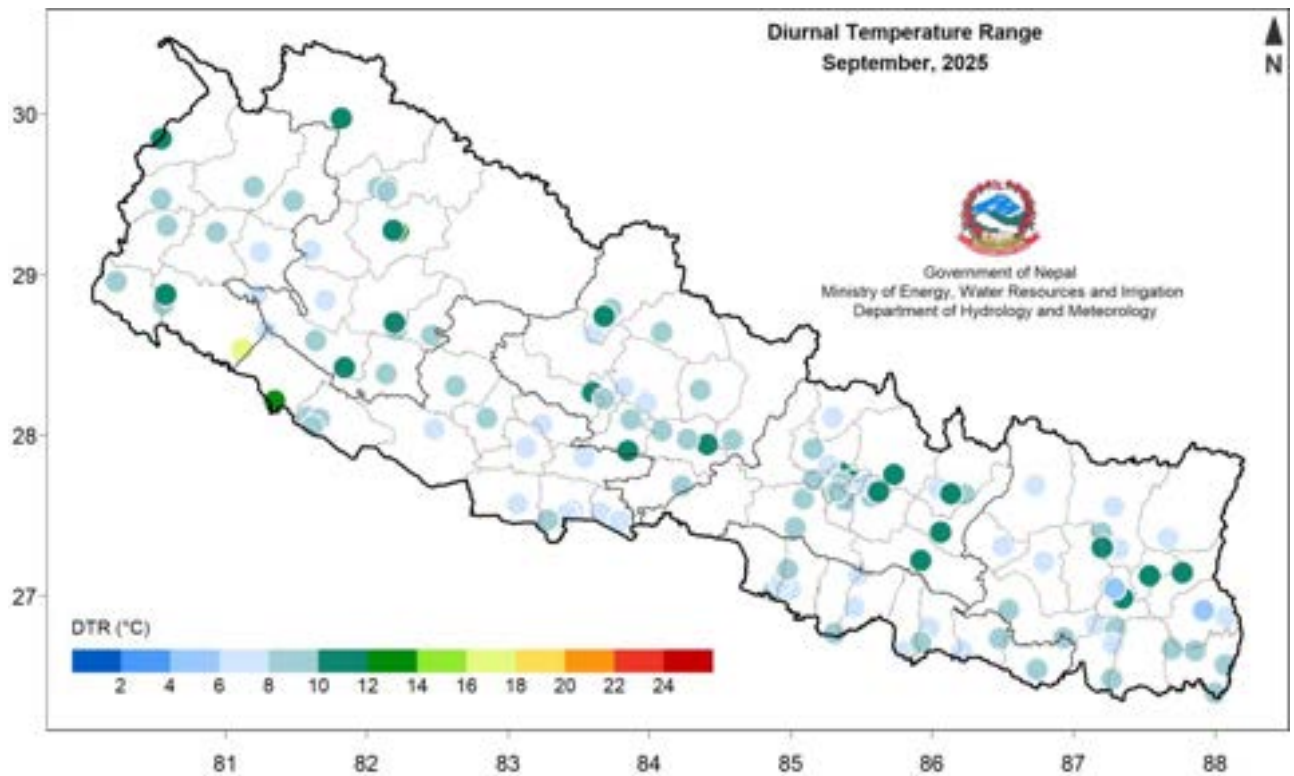 Diurnal Temperature Range
September, 2025
N
30
29
28
27
Government of Nepal
Ministry of Energy, Water Resources and Irrigation
Department of Hydrology and Meteorology
DTR (°C)
2 4 6 8 10 12 14 16 18 20 22 24
81 82 83 84 85 86 87 88